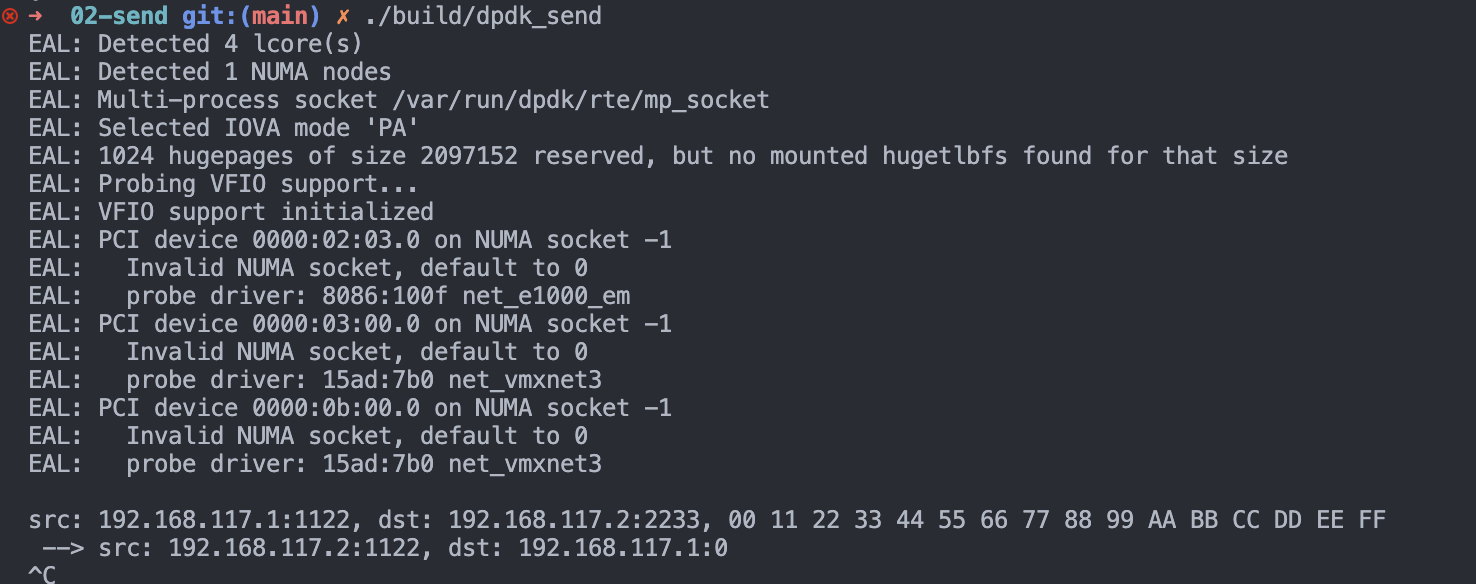 ➜  02-send git:(main) ✗ ./build/dpdk_send
EAL: Detected 4 lcore(s)
EAL: Detected 1 NUMA nodes
EAL: Multi-process socket /var/run/dpdk/rte/mp_socket
EAL: Selected IOVA mode 'PA'
EAL: 1024 hugepages of size 2097152 reserved, but no mounted hugetlbfs found for that size
EAL: Probing VFIO support...
EAL: VFIO support initialized
EAL: PCI device 0000:02:03.0 on NUMA socket -1
EAL:   Invalid NUMA socket, default to 0
EAL:   probe driver: 8086:100f net_e1000_em
EAL: PCI device 0000:03:00.0 on NUMA socket -1
EAL:   Invalid NUMA socket, default to 0
EAL:   probe driver: 15ad:7b0 net_vmxnet3
EAL: PCI device 0000:0b:00.0 on NUMA socket -1
EAL:   Invalid NUMA socket, default to 0
EAL:   probe driver: 15ad:7b0 net_vmxnet3
src: 192.168.117.1:1122, dst: 192.168.117.2:2233, 00 11 22 33 44 55 66 77 88 99 AA BB CC DD EE FF
 --> src: 192.168.117.2:1122, dst: 192.168.117.1:0
^C